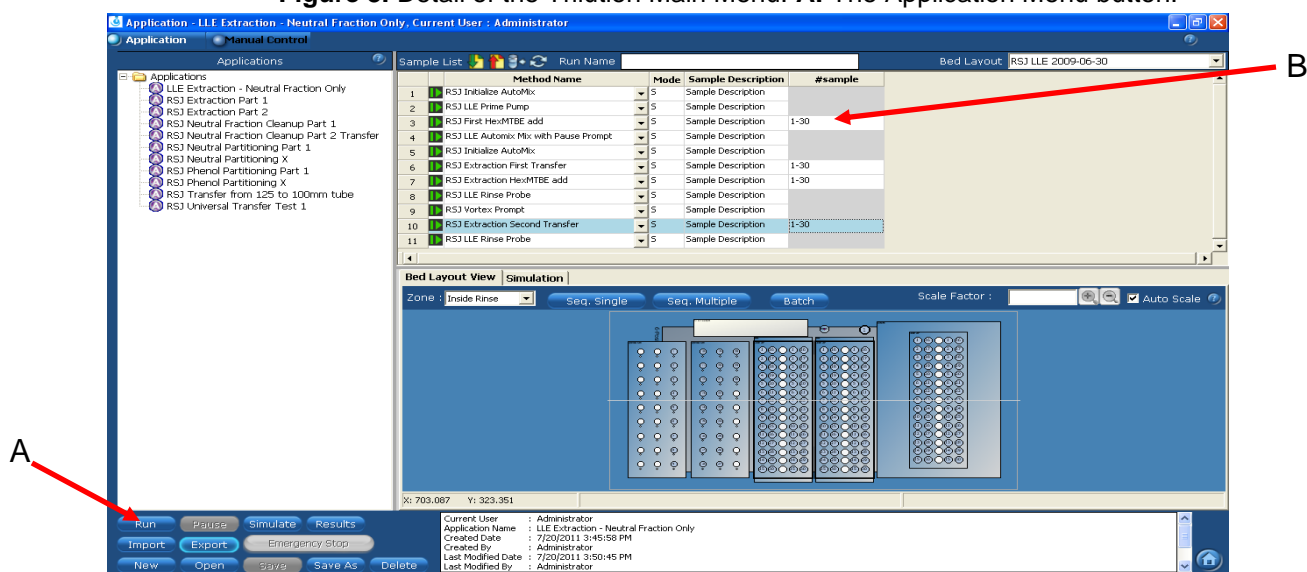 Figure 3. Detail of the Trilution Main Menu. A. The Application Menu button.
Application - LLE Extraction - Neutral Fraction Only, Current User : Administrator
Application Manual Control
Applications
Applications
LLE Extraction - Neutral Fraction Only
RSJ Extraction Part 1
RSJ Extraction Part 2
RSJ Neutral Fraction Cleanup Part 1
RSJ Neutral Fraction Cleanup Part 2 Transfer
RSJ Neutral Partitioning Part 1
RSJ Neutral Partitioning X
RSJ Phenol Partitioning Part 1
RSJ Phenol Partitioning X
RSJ Transfer from 125 to 100mm tube
RSJ Universal Transfer Test 1
Sample List Run Name Bed Layout RSJ LLE 2009-06-30
B
Method Name Mode Sample Description #sample
1 RSJ Initialize AutoMix S Sample Description
2 RSJ LLE Prime Pump S Sample Description
3 RSJ First HexMTBE add S Sample Description 1-30
4 RSJ LLE Automix Mix with Pause Prompt S Sample Description
5 RSJ Initialize AutoMix S Sample Description
6 RSJ Extraction First Transfer S Sample Description 1-30
7 RSJ Extraction HexMTBE add S Sample Description 1-30
8 RSJ LLE Rinse Probe S Sample Description
9 RSJ Vortex Prompt S Sample Description
10 RSJ Extraction Second Transfer S Sample Description 1-30
11 RSJ LLE Rinse Probe S Sample Description
Bed Layout View Simulation
Zone : Inside Rinse Seq. Single Seq. Multiple Batch Scale Factor : Auto Scale
X: 703.087 Y: 323.351
A
Run Pause Simulate Results
Import Export Emergency Stop
New Open Save Save As Delete
Current User : Administrator
Application Name : LLE Extraction - Neutral Fraction Only
Created Date : 7/20/2011 3:45:58 PM
Created By : Administrator
Last Modified Date : 7/20/2011 3:50:45 PM
Last Modified By : Administrator